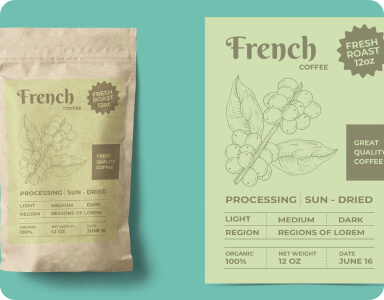 French
COFFEE
FRESH
ROAST
12oz
GREAT
QUALITY
COFFEE
PROCESSING SUN - DRIED
LIGHT MEDIUM DARK
REGION REGIONS OF LOREM
ORGANIC NET WEIGHT DATE
100% 12 OZ JUNE 16
French
COFFEE
FRESH
ROAST
12oz
GREAT
QUALITY
COFFEE
PROCESSING SUN - DRIED
LIGHT MEDIUM DARK
REGION REGIONS OF LOREM
ORGANIC NET WEIGHT DATE
100% 12 OZ JUNE 16